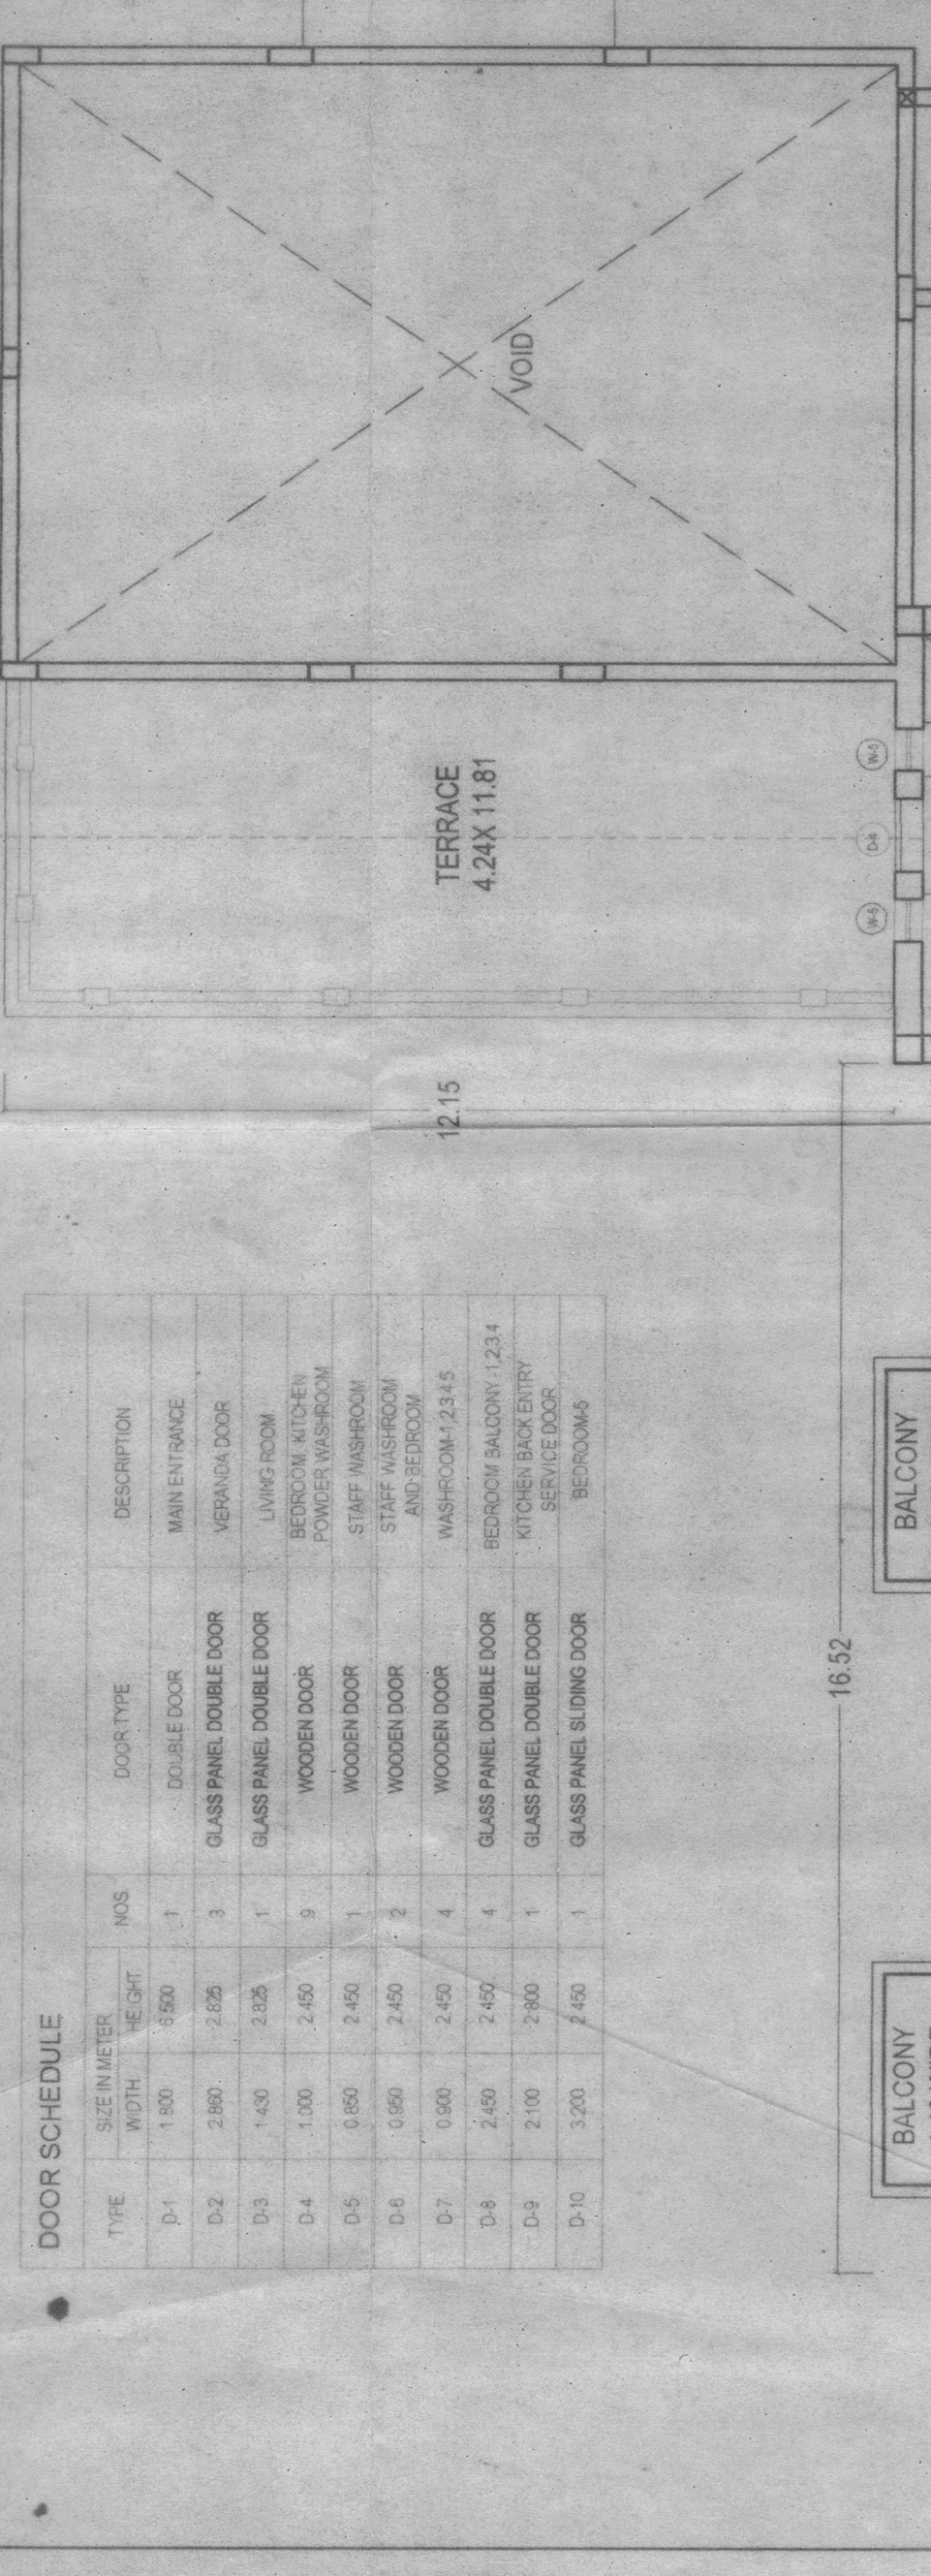 DOOR SCHEDULE
TYPE SIZE IN METER NOS DOOR TYPE DESCRIPTION
WIDTH HEIGHT
D-1 1.800 6.500 1 DOUBLE DOOR MAIN ENTRANCE
D-2 2.860 2.825 3 GLASS PANEL DOUBLE DOOR VERANDA DOOR
D-3 1.430 2.825 1 GLASS PANEL DOUBLE DOOR LIVING ROOM
D-4 1.000 2.450 9 WOODEN DOOR BEDROOM KITCHEN
POWDER WASHROOM
D-5 0.850 2.450 1 WOODEN DOOR STAFF WASHROOM
D-6 0.950 2.450 2 WOODEN DOOR STAFF WASHROOM
AND BEDROOM
D-7 0.900 2.450 4 WOODEN DOOR WASHROOM-1,2,3,4,5
D-8 2.450 2.450 4 GLASS PANEL DOUBLE DOOR BEDROOM BALCONY :1,2,3,4
D-9 2.100 2.800 1 GLASS PANEL DOUBLE DOOR KITCHEN BACK ENTRY
SERVICE DOOR
D-10 3.200 2.450 1 GLASS PANEL SLIDING DOOR BEDROOM-5
12.15
TERRACE
4.24X 11.81
VOID
16.52
W-5
D-4
W-5
BALCONY
BALCONY